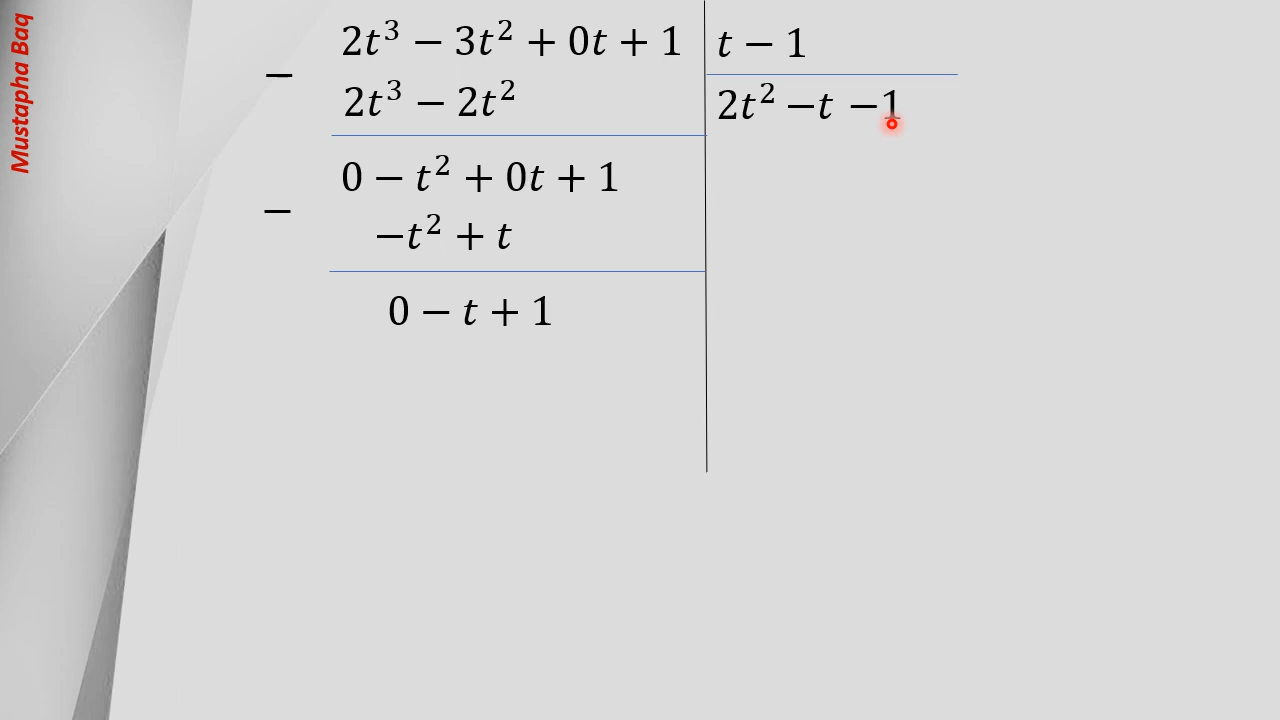 Mustapha Baq
2t³ − 3t² + 0t + 1
t − 1
−
2t³ − 2t²
2t² − t − 1
0 − t² + 0t + 1
−
−t² + t
0 − t + 1